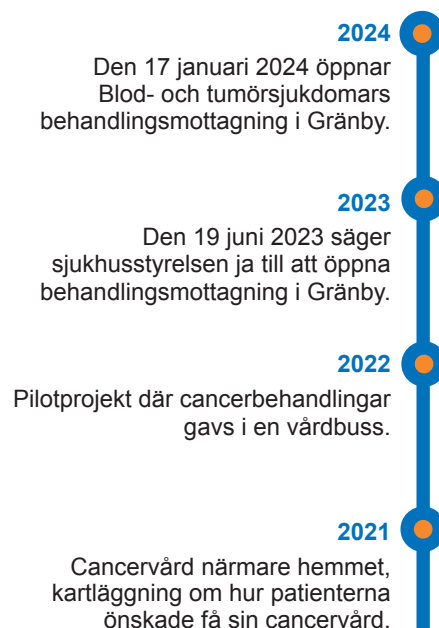 2024
Den 17 januari 2024 öppnar
Blod- och tumörsjukdomars
behandlingsmottagning i Gränby.
2023
Den 19 juni 2023 säger
sjukhusstyrelsen ja till att öppna
behandlingsmottagning i Gränby.
2022
Pilotprojekt där cancerbehandlingar
gavs i en vårdbuss.
2021
Cancervård närmare hemmet,
kartläggning om hur patienterna
önskade få sin cancervård.